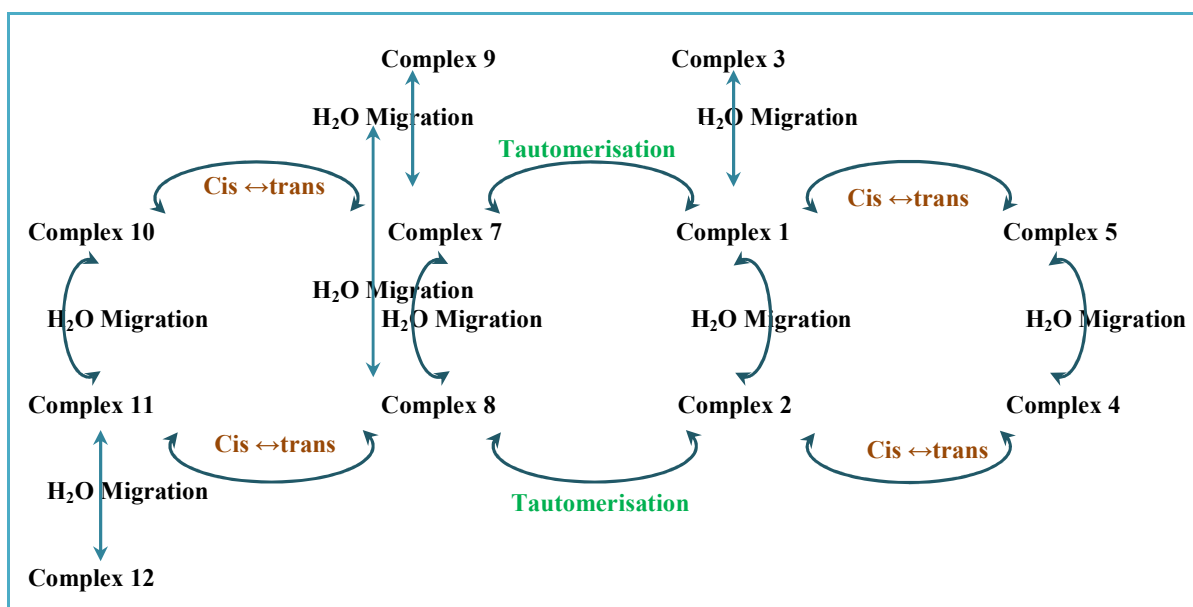 Complex 9
Complex 3
H₂O Migration
H₂O Migration
Tautomerisation
Cis ↔trans
Cis ↔trans
Complex 10
Complex 7
Complex 1
Complex 5
H₂O Migration
H₂O Migration
H₂O Migration
H₂O Migration
H₂O Migration
Complex 11
Complex 8
Complex 2
Complex 4
Cis ↔trans
Cis ↔trans
H₂O Migration
Tautomerisation
Complex 12